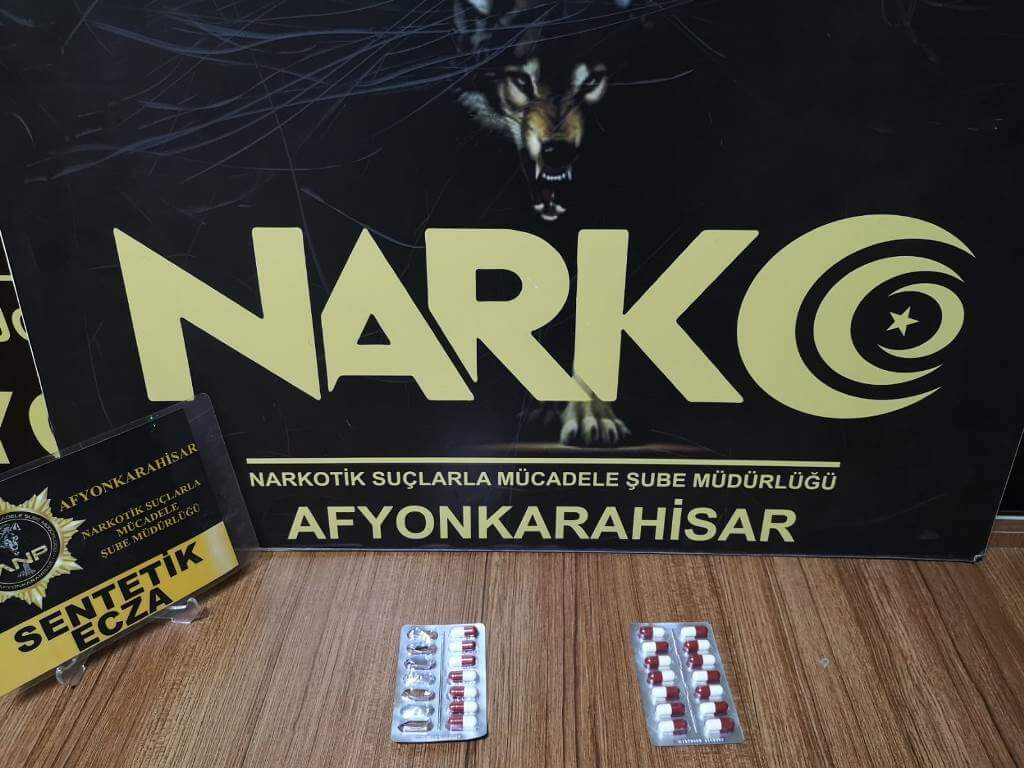 NARKO
NARKOTİK SUÇLARLA MÜCADELE ŞUBE MÜDÜRLÜĞÜ
AFYONKARAHİSAR
AFYONKARAHİSAR
NARKOTİK SUÇLARLA
MÜCADELE
ŞUBE MÜDÜRLÜĞÜ
SENTETİK
ECZA